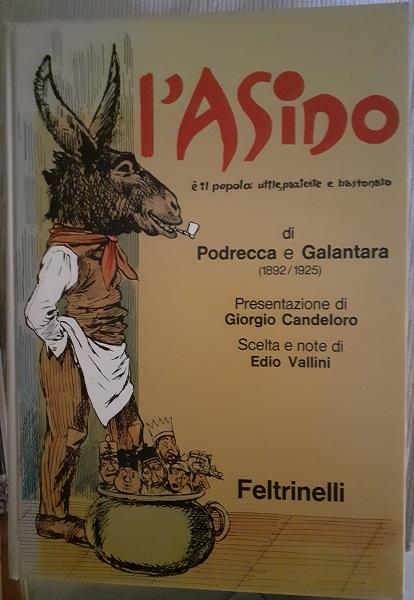 l'ASino
è il popolo: utile, paziente e bastonato
di
Podrecca e Galantara
(1892/1925)
Presentazione di
Giorgio Candeloro
Scelta e note di
Edio Vallini
Feltrinelli